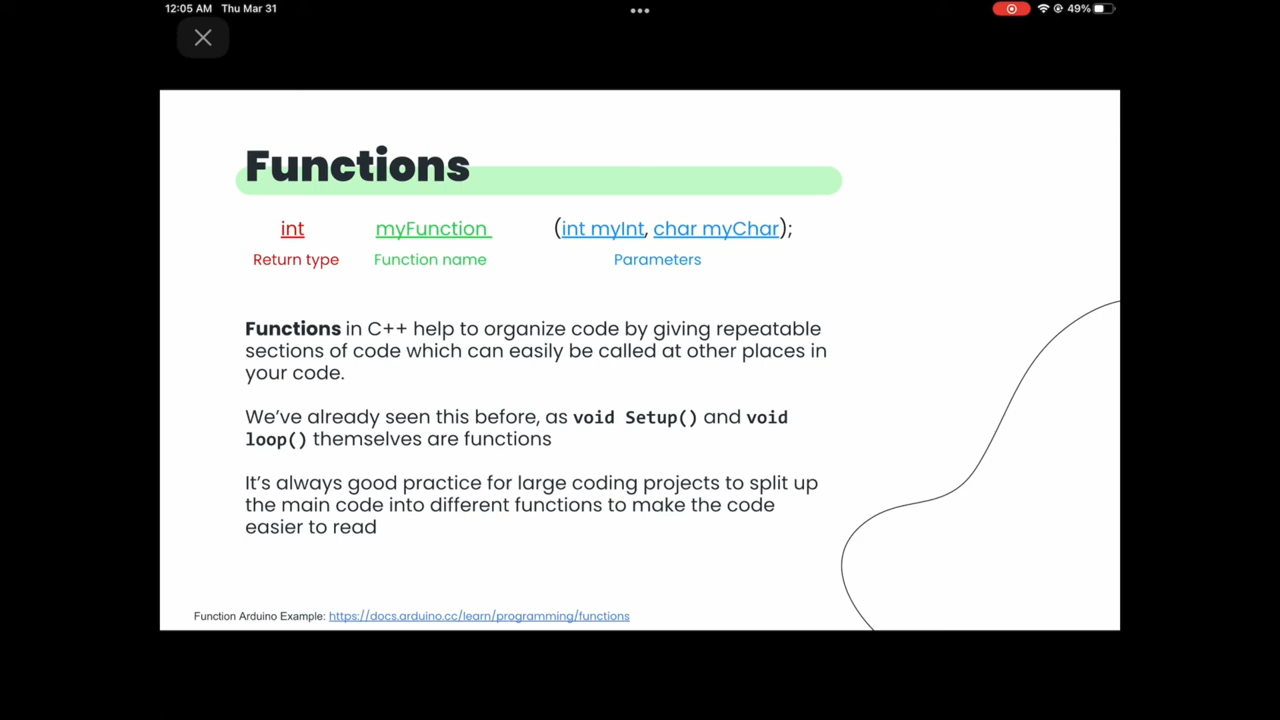 12:05 AM Thu Mar 31
49%
Functions
int myFunction (int myInt, char myChar);
Return type Function name Parameters
Functions in C++ help to organize code by giving repeatable
sections of code which can easily be called at other places in
your code.
We’ve already seen this before, as void Setup() and void
loop() themselves are functions
It’s always good practice for large coding projects to split up
the main code into different functions to make the code
easier to read
Function Arduino Example: https://docs.arduino.cc/learn/programming/functions